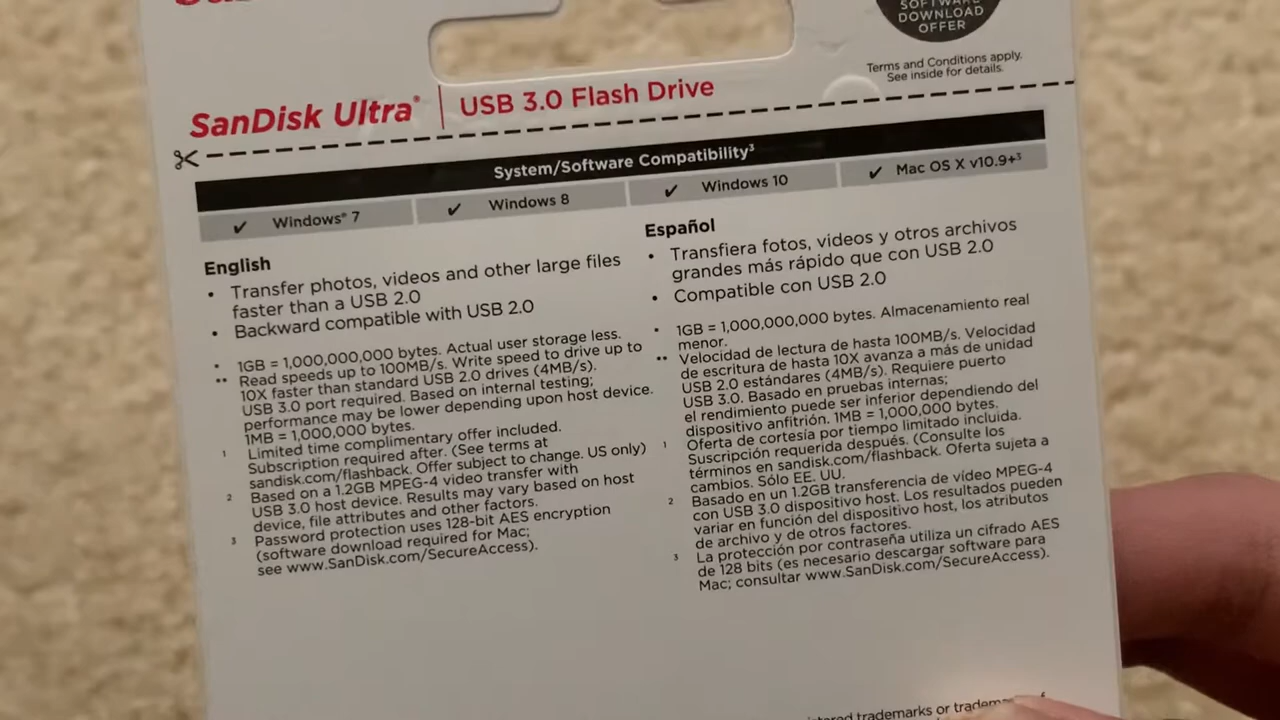 SOFTWARE
DOWNLOAD
OFFER
Terms and Conditions apply.
See inside for details.
SanDisk Ultra® USB 3.0 Flash Drive
System/Software Compatibility³
✔ Windows® 7 ✔ Windows 8 ✔ Windows 10 ✔ Mac OS X v10.9+³
English
• Transfer photos, videos and other large files
faster than a USB 2.0
• Backward compatible with USB 2.0
• 1GB = 1,000,000,000 bytes. Actual user storage less.
•• Read speeds up to 100MB/s. Write speed to drive up to
10X faster than standard USB 2.0 drives (4MB/s).
USB 3.0 port required. Based on internal testing;
performance may be lower depending upon host device.
1MB = 1,000,000 bytes.
¹ Limited time complimentary offer included.
Subscription required after. (See terms at
sandisk.com/flashback. Offer subject to change. US only)
² Based on a 1.2GB MPEG-4 video transfer with
USB 3.0 host device. Results may vary based on host
device, file attributes and other factors.
³ Password protection uses 128-bit AES encryption
(software download required for Mac;
see www.SanDisk.com/SecureAccess).
Español
• Transfiera fotos, videos y otros archivos
grandes más rápido que con USB 2.0
• Compatible con USB 2.0
• 1GB = 1,000,000,000 bytes. Almacenamiento real
menor.
•• Velocidad de lectura de hasta 100MB/s. Velocidad
de escritura de hasta 10X avanza a más de unidad
USB 2.0 estándares (4MB/s). Requiere puerto
USB 3.0. Basado en pruebas internas;
el rendimiento puede ser inferior dependiendo del
dispositivo anfitrión. 1MB = 1,000,000 bytes.
¹ Oferta de cortesía por tiempo limitado incluida.
Suscripción requerida después. (Consulte los
términos en sandisk.com/flashback. Oferta sujeta a
cambios. Sólo EE. UU.
² Basado en un 1.2GB transferencia de vídeo MPEG-4
con USB 3.0 dispositivo host. Los resultados pueden
variar en función del dispositivo host, los atributos
de archivo y de otros factores.
³ La protección por contraseña utiliza un cifrado AES
de 128 bits (es necesario descargar software para
Mac; consultar www.SanDisk.com/SecureAccess).
trademarks or